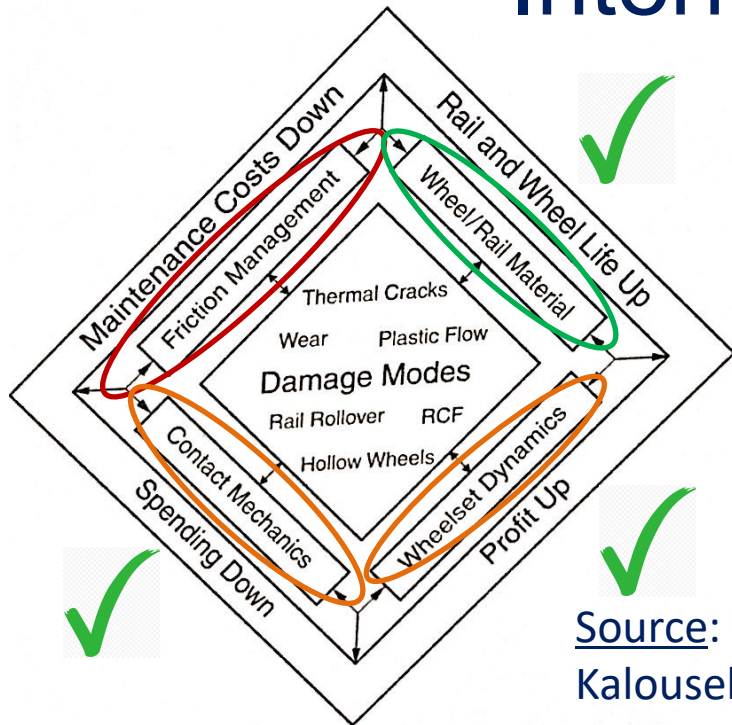 Maintenance Costs Down
Rail and Wheel Life Up
Friction Management
Wheel/Rail Material
Thermal Cracks
Wear Plastic Flow
Damage Modes
Rail Rollover RCF
Hollow Wheels
Contact Mechanics
Wheelset Dynamics
Spending Down
Profit Up
Source: